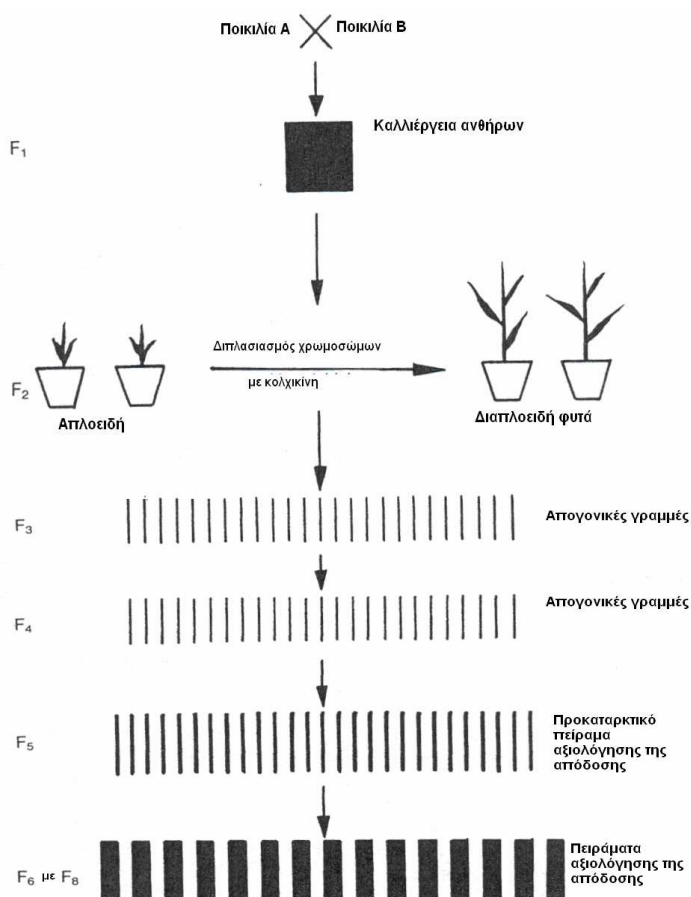 Ποικιλία Α Ποικιλία Β
Καλλιέργεια ανθήρων
F1
Διπλασιασμός χρωμοσώμων
με κολχικίνη
F2
Απλοειδή
Διαπλοειδή φυτά
F3
Απογονικές γραμμές
F4
Απογονικές γραμμές
F5
Προκαταρκτικό
πείραμα
αξιολόγησης της
απόδοσης
F6 με F8
Πειράματα
αξιολόγησης της
απόδοσης